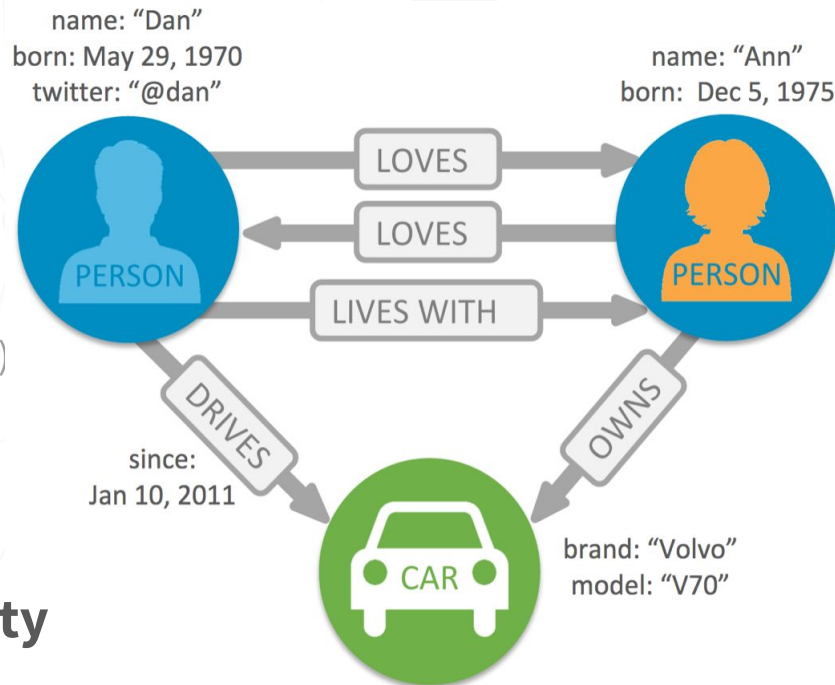 name: “Dan”
born: May 29, 1970
twitter: “@dan”
name: “Ann”
born:  Dec 5, 1975
LOVES
LOVES
PERSON
PERSON
LIVES WITH
)
DRIVES
OWNS
since:
Jan 10, 2011
brand: “Volvo”
model: “V70”
CAR
ty